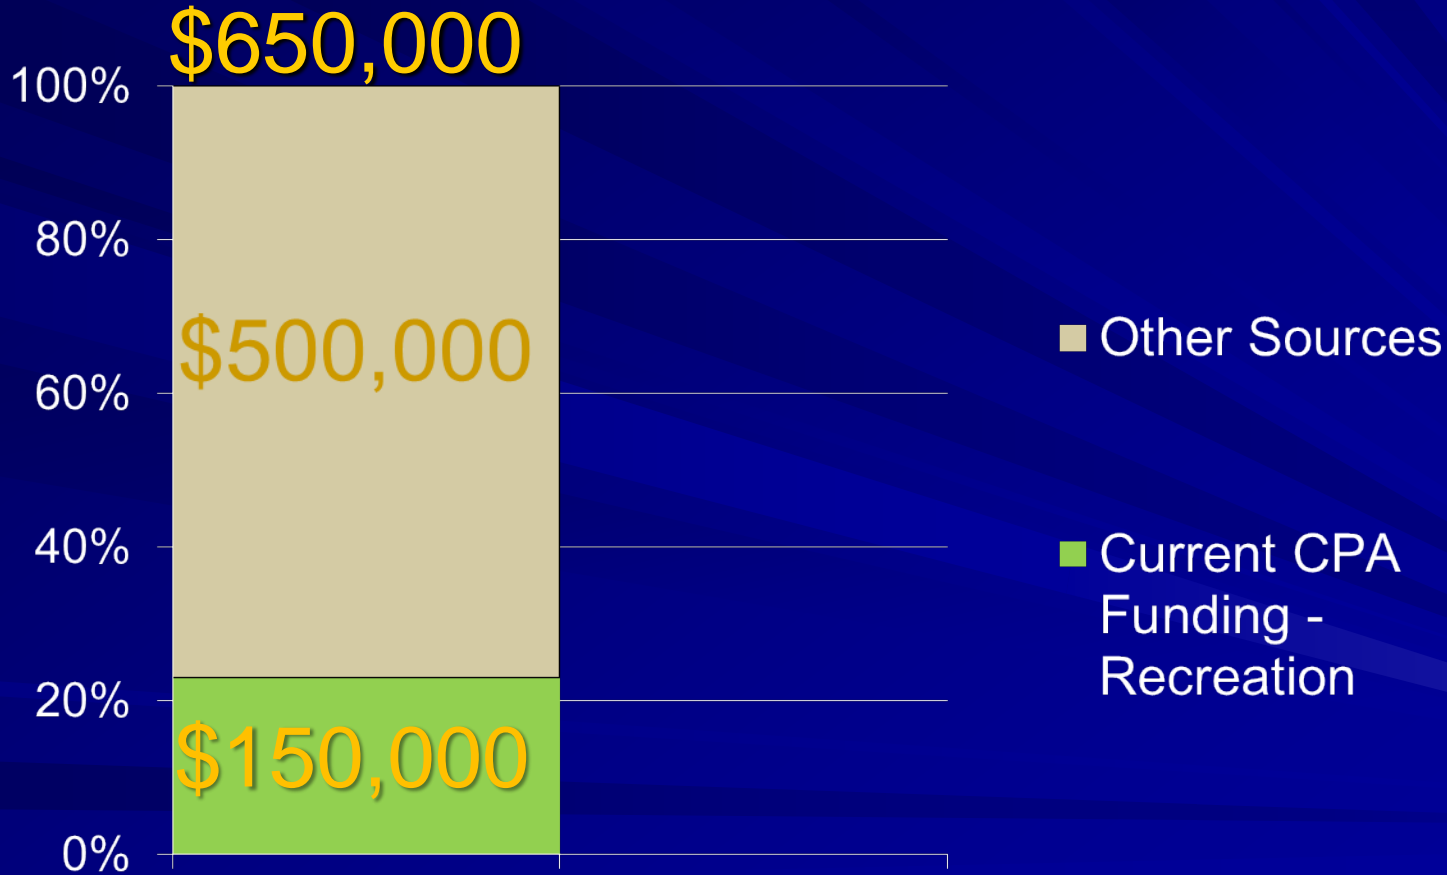 $650,000
100%
80%
$500,000
60%
40%
20%
$150,000
0%
Other Sources
Current CPA
Funding -
Recreation